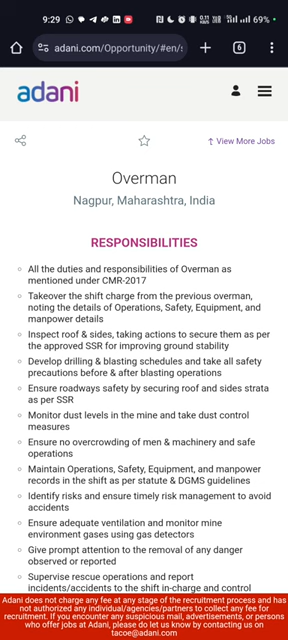 9:29
69%
adani.com/Opportunity/#en/s
6
adani
View More Jobs
Overman
Nagpur, Maharashtra, India
RESPONSIBILITIES
All the duties and responsibilities of Overman as
mentioned under CMR-2017
Takeover the shift charge from the previous overman,
noting the details of Operations, Safety, Equipment, and
manpower details
Inspect roof & sides, taking actions to secure them as per
the approved SSR for improving ground stability
Develop drilling & blasting schedules and take all safety
precautions before & after blasting operations
Ensure roadways safety by securing roof and sides strata
as per SSR
Monitor dust levels in the mine and take dust control
measures
Ensure no overcrowding of men & machinery and safe
operations
Maintain Operations, Safety, Equipment, and manpower
records in the shift as per statute & DGMS guidelines
Identify risks and ensure timely risk management to avoid
accidents
Ensure adequate ventilation and monitor mine
environment gases using gas detectors
Give prompt attention to the removal of any danger
observed or reported
Supervise rescue operations and report
incidents/accidents to the shift in-charge and control
Adani does not charge any fee at any stage of the recruitment process and has
not authorized any individual/agencies/partners to collect any fee for
recruitment. If you encounter any suspicious mail, advertisements, or persons
who offer jobs at Adani, please do let us know by contacting us on
tacoe@adani.com